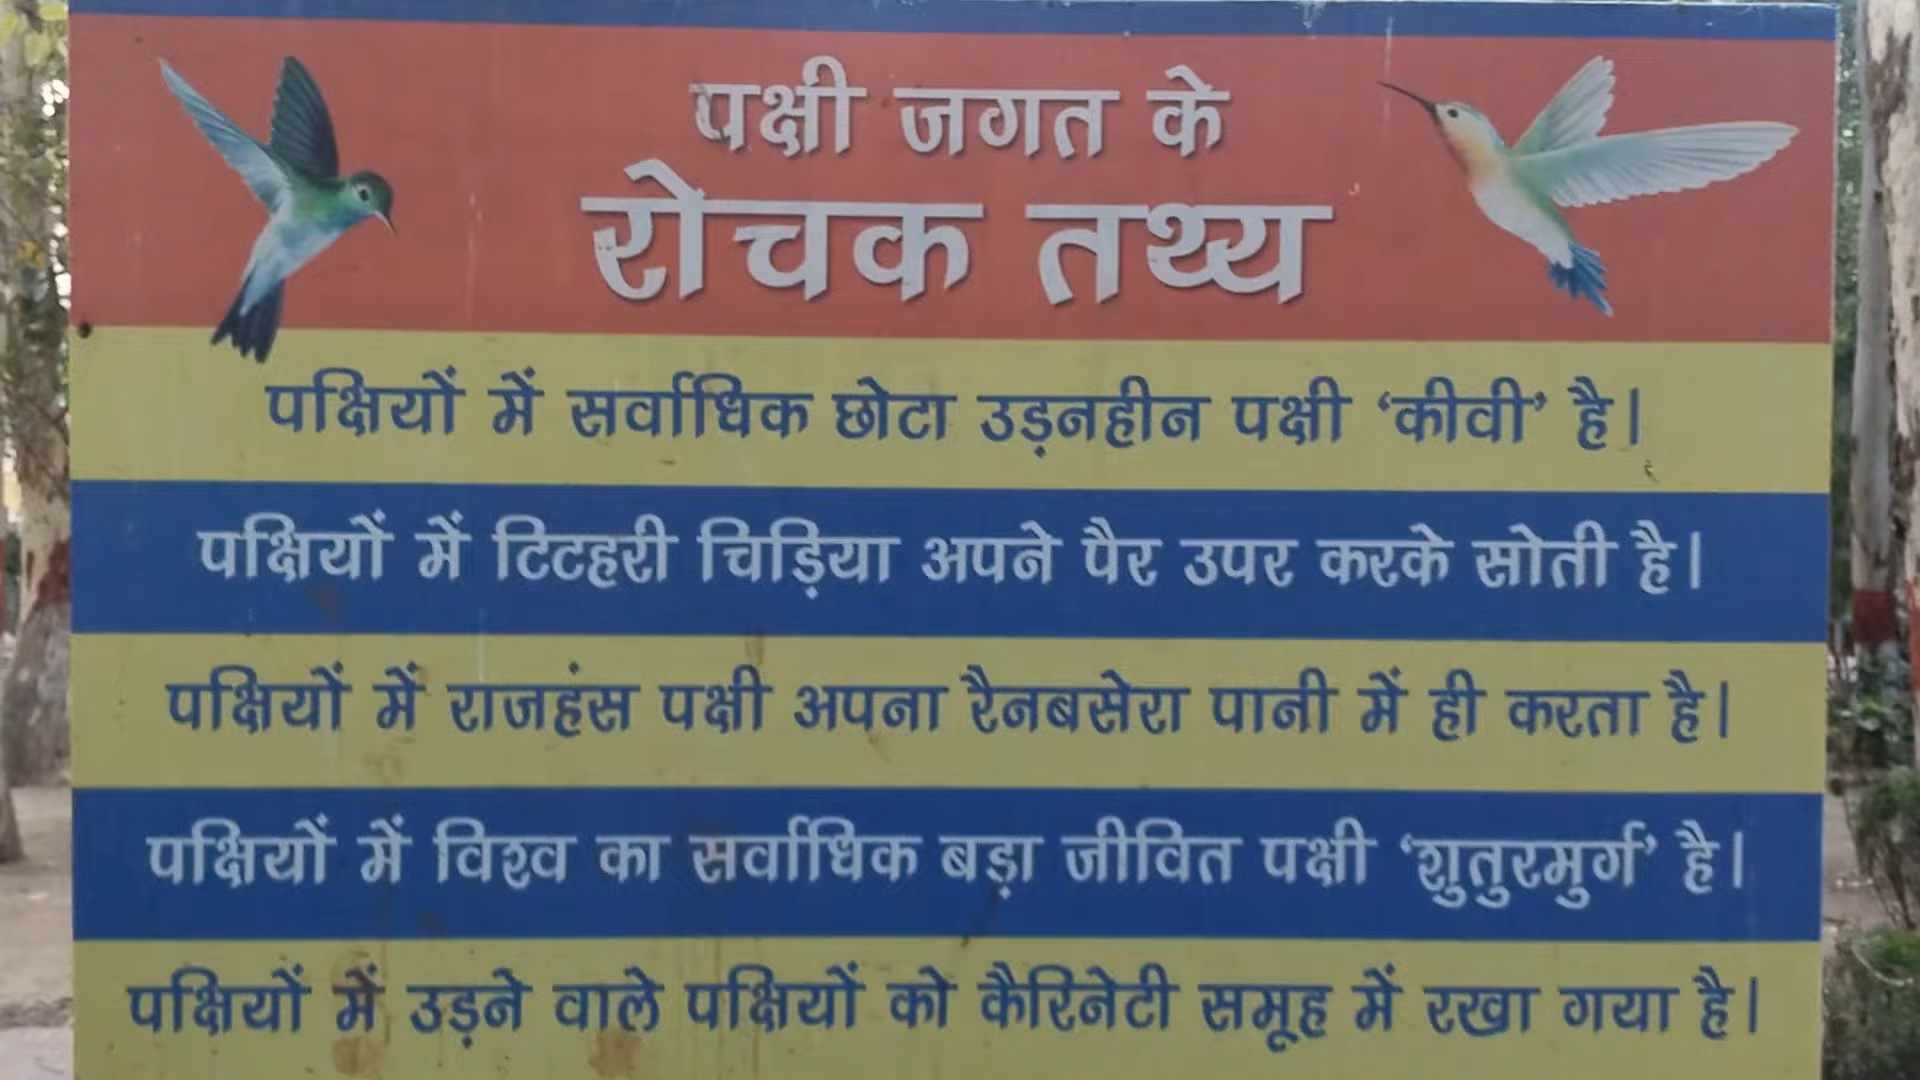 पक्षी जगत के
रोचक तथ्य
पक्षियों में सर्वाधिक छोटा उड़नहीन पक्षी ‘कीवी’ है।
पक्षियों में टिटहरी चिड़िया अपने पैर उपर करके सोती है।
पक्षियों में राजहंस पक्षी अपना रैनबसेरा पानी में ही करता है।
पक्षियों में विश्व का सर्वाधिक बड़ा जीवित पक्षी ‘शुतुरमुर्ग’ है।
पक्षियों में उड़ने वाले पक्षियों को कैरिनेटी समूह में रखा गया है।